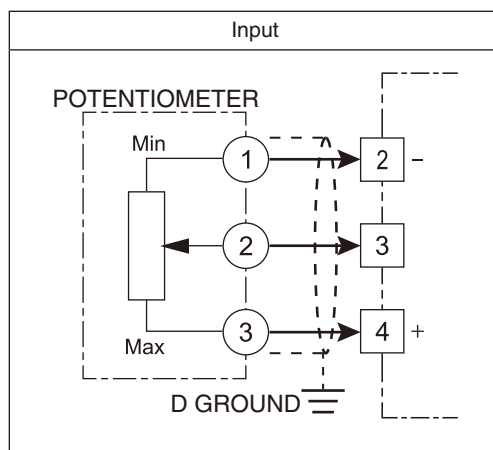 Input
POTENTIOMETER
Min
1
2 −
2
3
3
4 +
Max
D GROUND